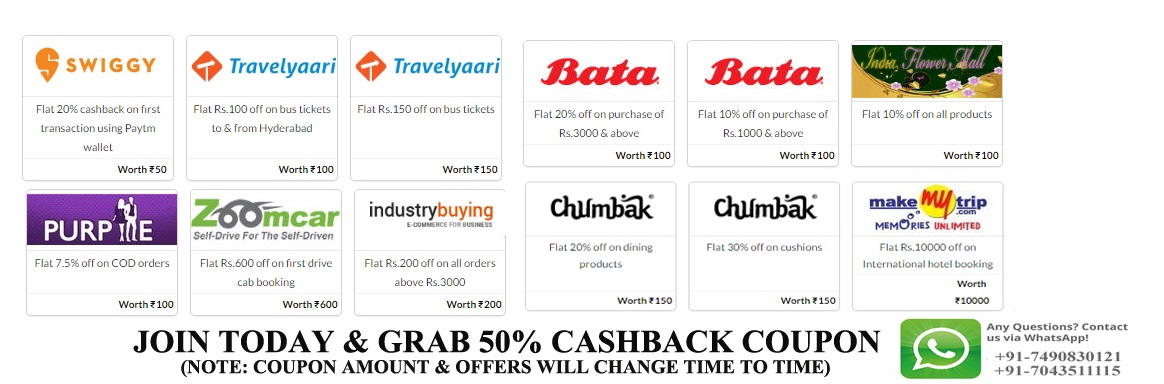 SWIGGY
Flat 20% cashback on first
transaction using Paytm
wallet
Worth ₹50
Travelyaari
Flat Rs.100 off on bus tickets
to & from Hyderabad
Worth ₹100
Travelyaari
Flat Rs.150 off on bus tickets
Worth ₹150
Bata
Flat 20% off on purchase of
Rs.3000 & above
Worth ₹100
Bata
Flat 10% off on purchase of
Rs.1000 & above
Worth ₹100
India Flower Mall
Flat 10% off on all products
Worth ₹100
PURPLLE
Flat 7.5% off on COD orders
Worth ₹100
Zoomcar
Self-Drive For The Self-Driven
Flat Rs.600 off on first drive
cab booking
Worth ₹600
industrybuying
E-COMMERCE FOR BUSINESS
Flat Rs.200 off on all orders
above Rs.3000
Worth ₹200
Chumbak
Flat 20% off on dining
products
Worth ₹150
Chumbak
Flat 30% off on cushions
Worth ₹150
make my trip
.com
MEMORIES UNLIMITED
Flat Rs.10000 off on
International hotel booking
Worth
₹10000
JOIN TODAY & GRAB 50% CASHBACK COUPON
(NOTE: COUPON AMOUNT & OFFERS WILL CHANGE TIME TO TIME)
Any Questions? Contact
us via WhatsApp!
+91-7490830121
+91-7043511115